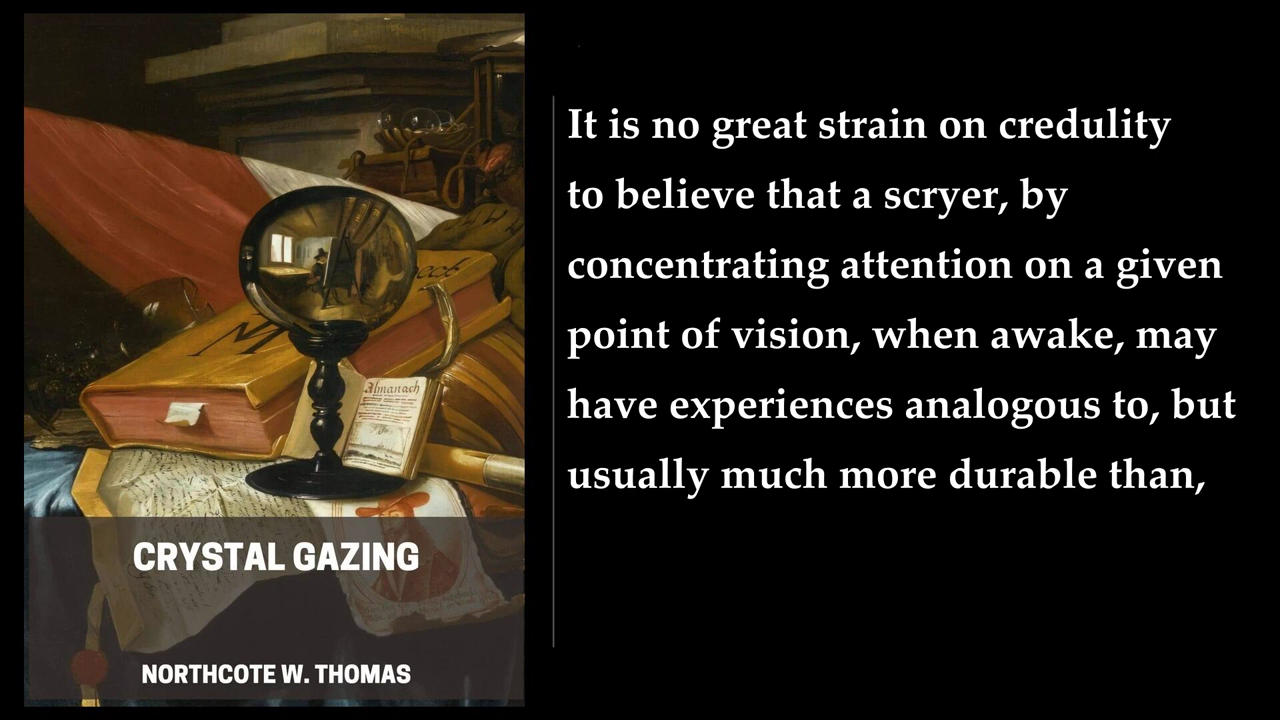 Almanach
M
CRYSTAL GAZING
NORTHCOTE W. THOMAS
It is no great strain on credulity
to believe that a scryer, by
concentrating attention on a given
point of vision, when awake, may
have experiences analogous to, but
usually much more durable than,